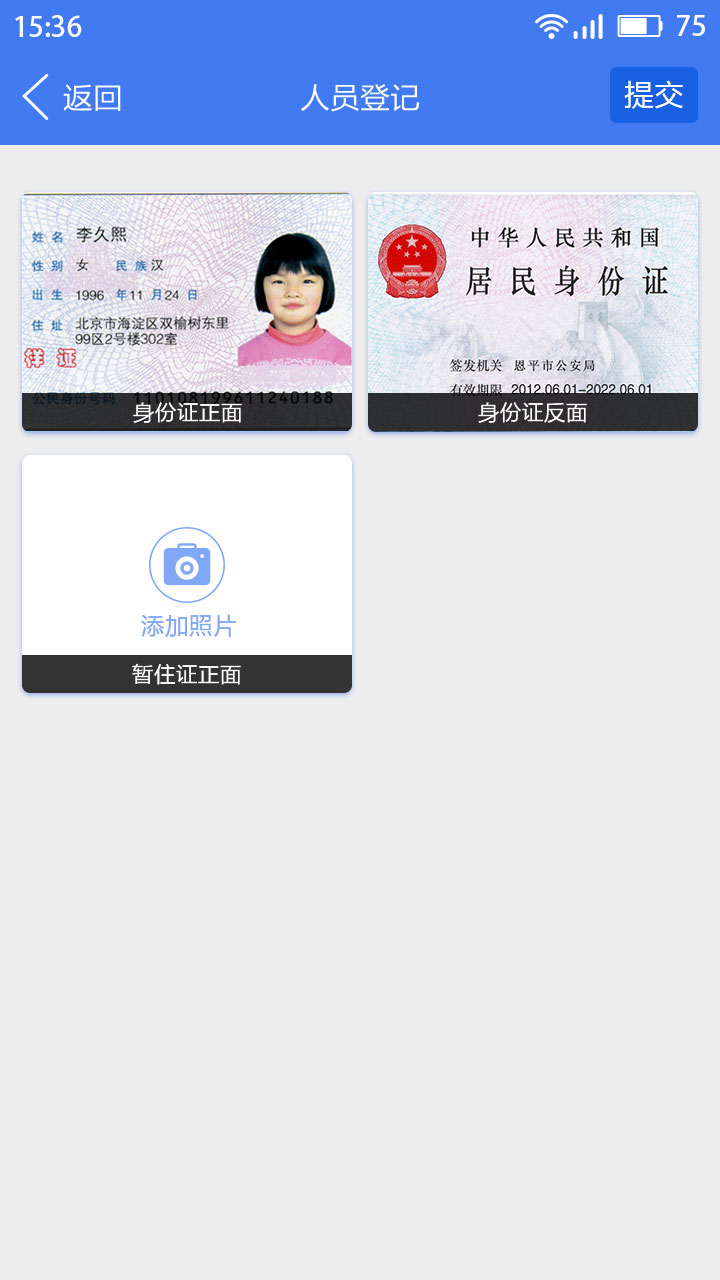 15:36
75
返回
人员登记
提交
姓名 李久熙
性别 女 民族 汉
出生 1996 年 11 月 24 日
住址 北京市海淀区双榆树东里
99区2号楼302室
样证
公民身份号码 110108199611240188
身份证正面
中华人民共和国
居民身份证
签发机关 恩平市公安局
有效期限 2012.06.01-2022.06.01
身份证反面
添加照片
暂住证正面